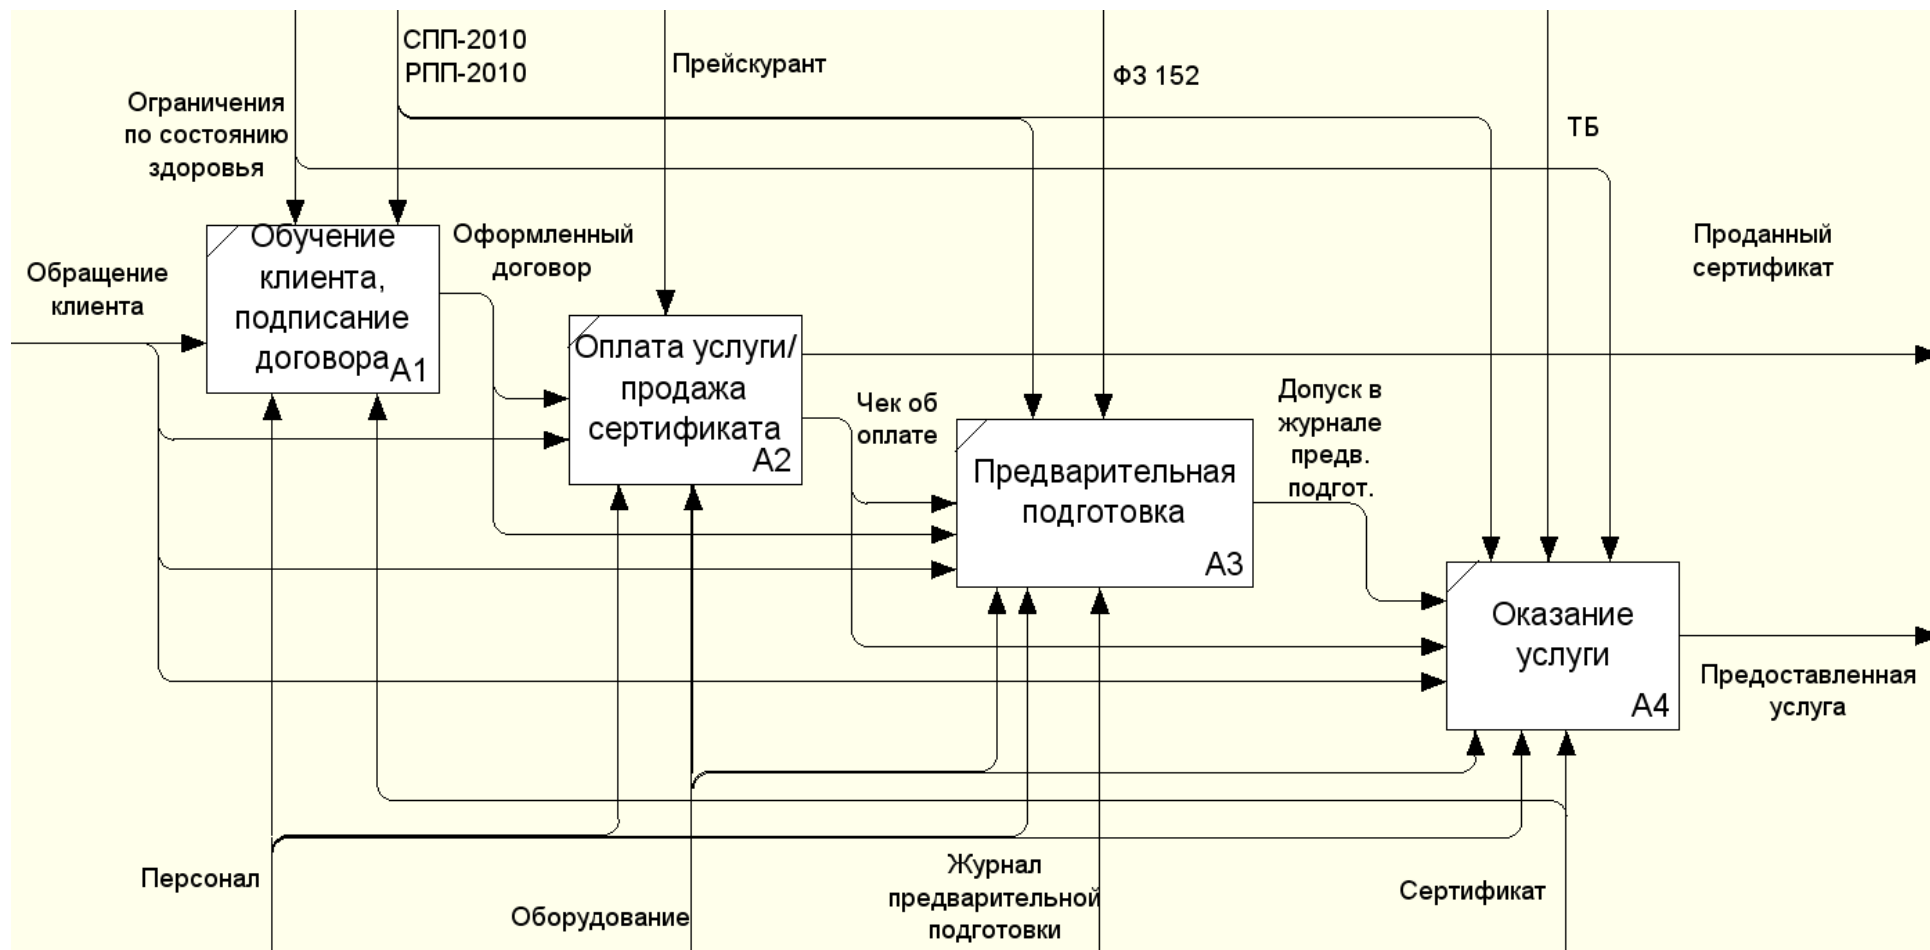 СПП-2010
РПП-2010
Прейскурант
ФЗ 152
ТБ
Ограничения
по состоянию
здоровья
Обращение
клиента
Обучение
клиента,
подписание
договора
A1
Оформленный
договор
Оплата услуги/
продажа
сертификата
A2
Проданный
сертификат
Чек об
оплате
Предварительная
подготовка
A3
Допуск в
журнале
предв.
подгот.
Оказание
услуги
A4
Предоставленная
услуга
Персонал
Оборудование
Журнал
предварительной
подготовки
Сертификат